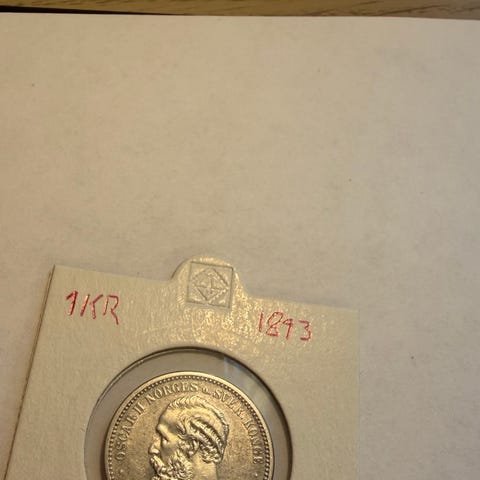 1KR
1893
OSCAR II NORGES O. SVER. KONGE